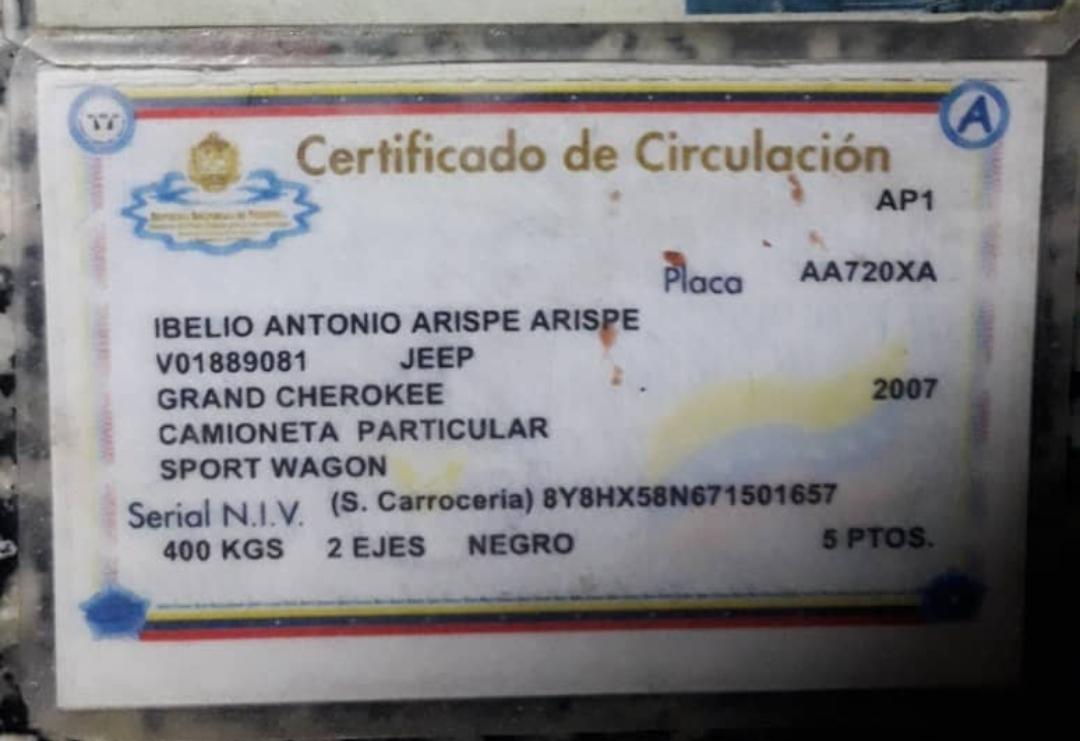 Certificado de Circulación
AP1
Placa AA720XA
IBELIO ANTONIO ARISPE ARISPE
V01889081 JEEP
GRAND CHEROKEE 2007
CAMIONETA PARTICULAR
SPORT WAGON
Serial N.I.V. (S. Carroceria) 8Y8HX58N671501657
400 KGS 2 EJES NEGRO 5 PTOS.
A